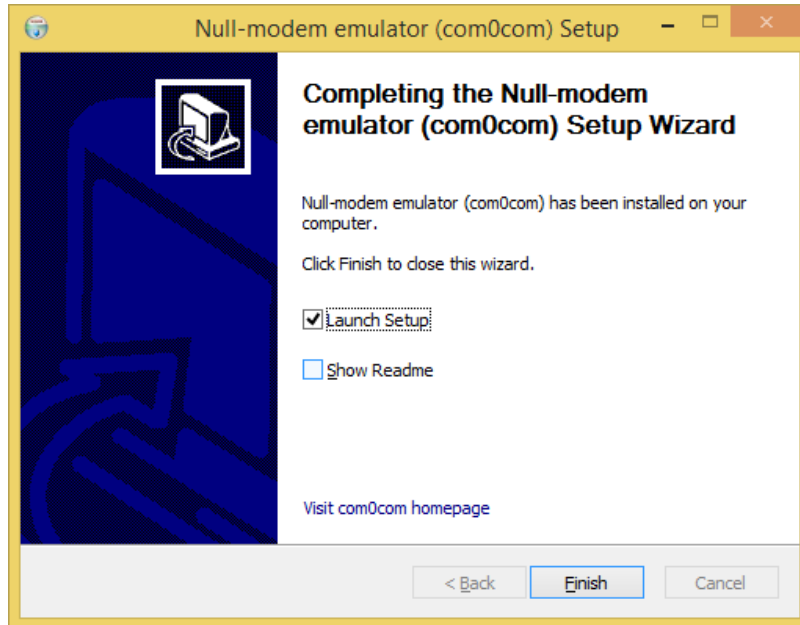 Null-modem emulator (com0com) Setup
Completing the Null-modem
emulator (com0com) Setup Wizard
Null-modem emulator (com0com) has been installed on your
computer.
Click Finish to close this wizard.
Launch Setup
Show Readme
Visit com0com homepage
< Back Finish Cancel